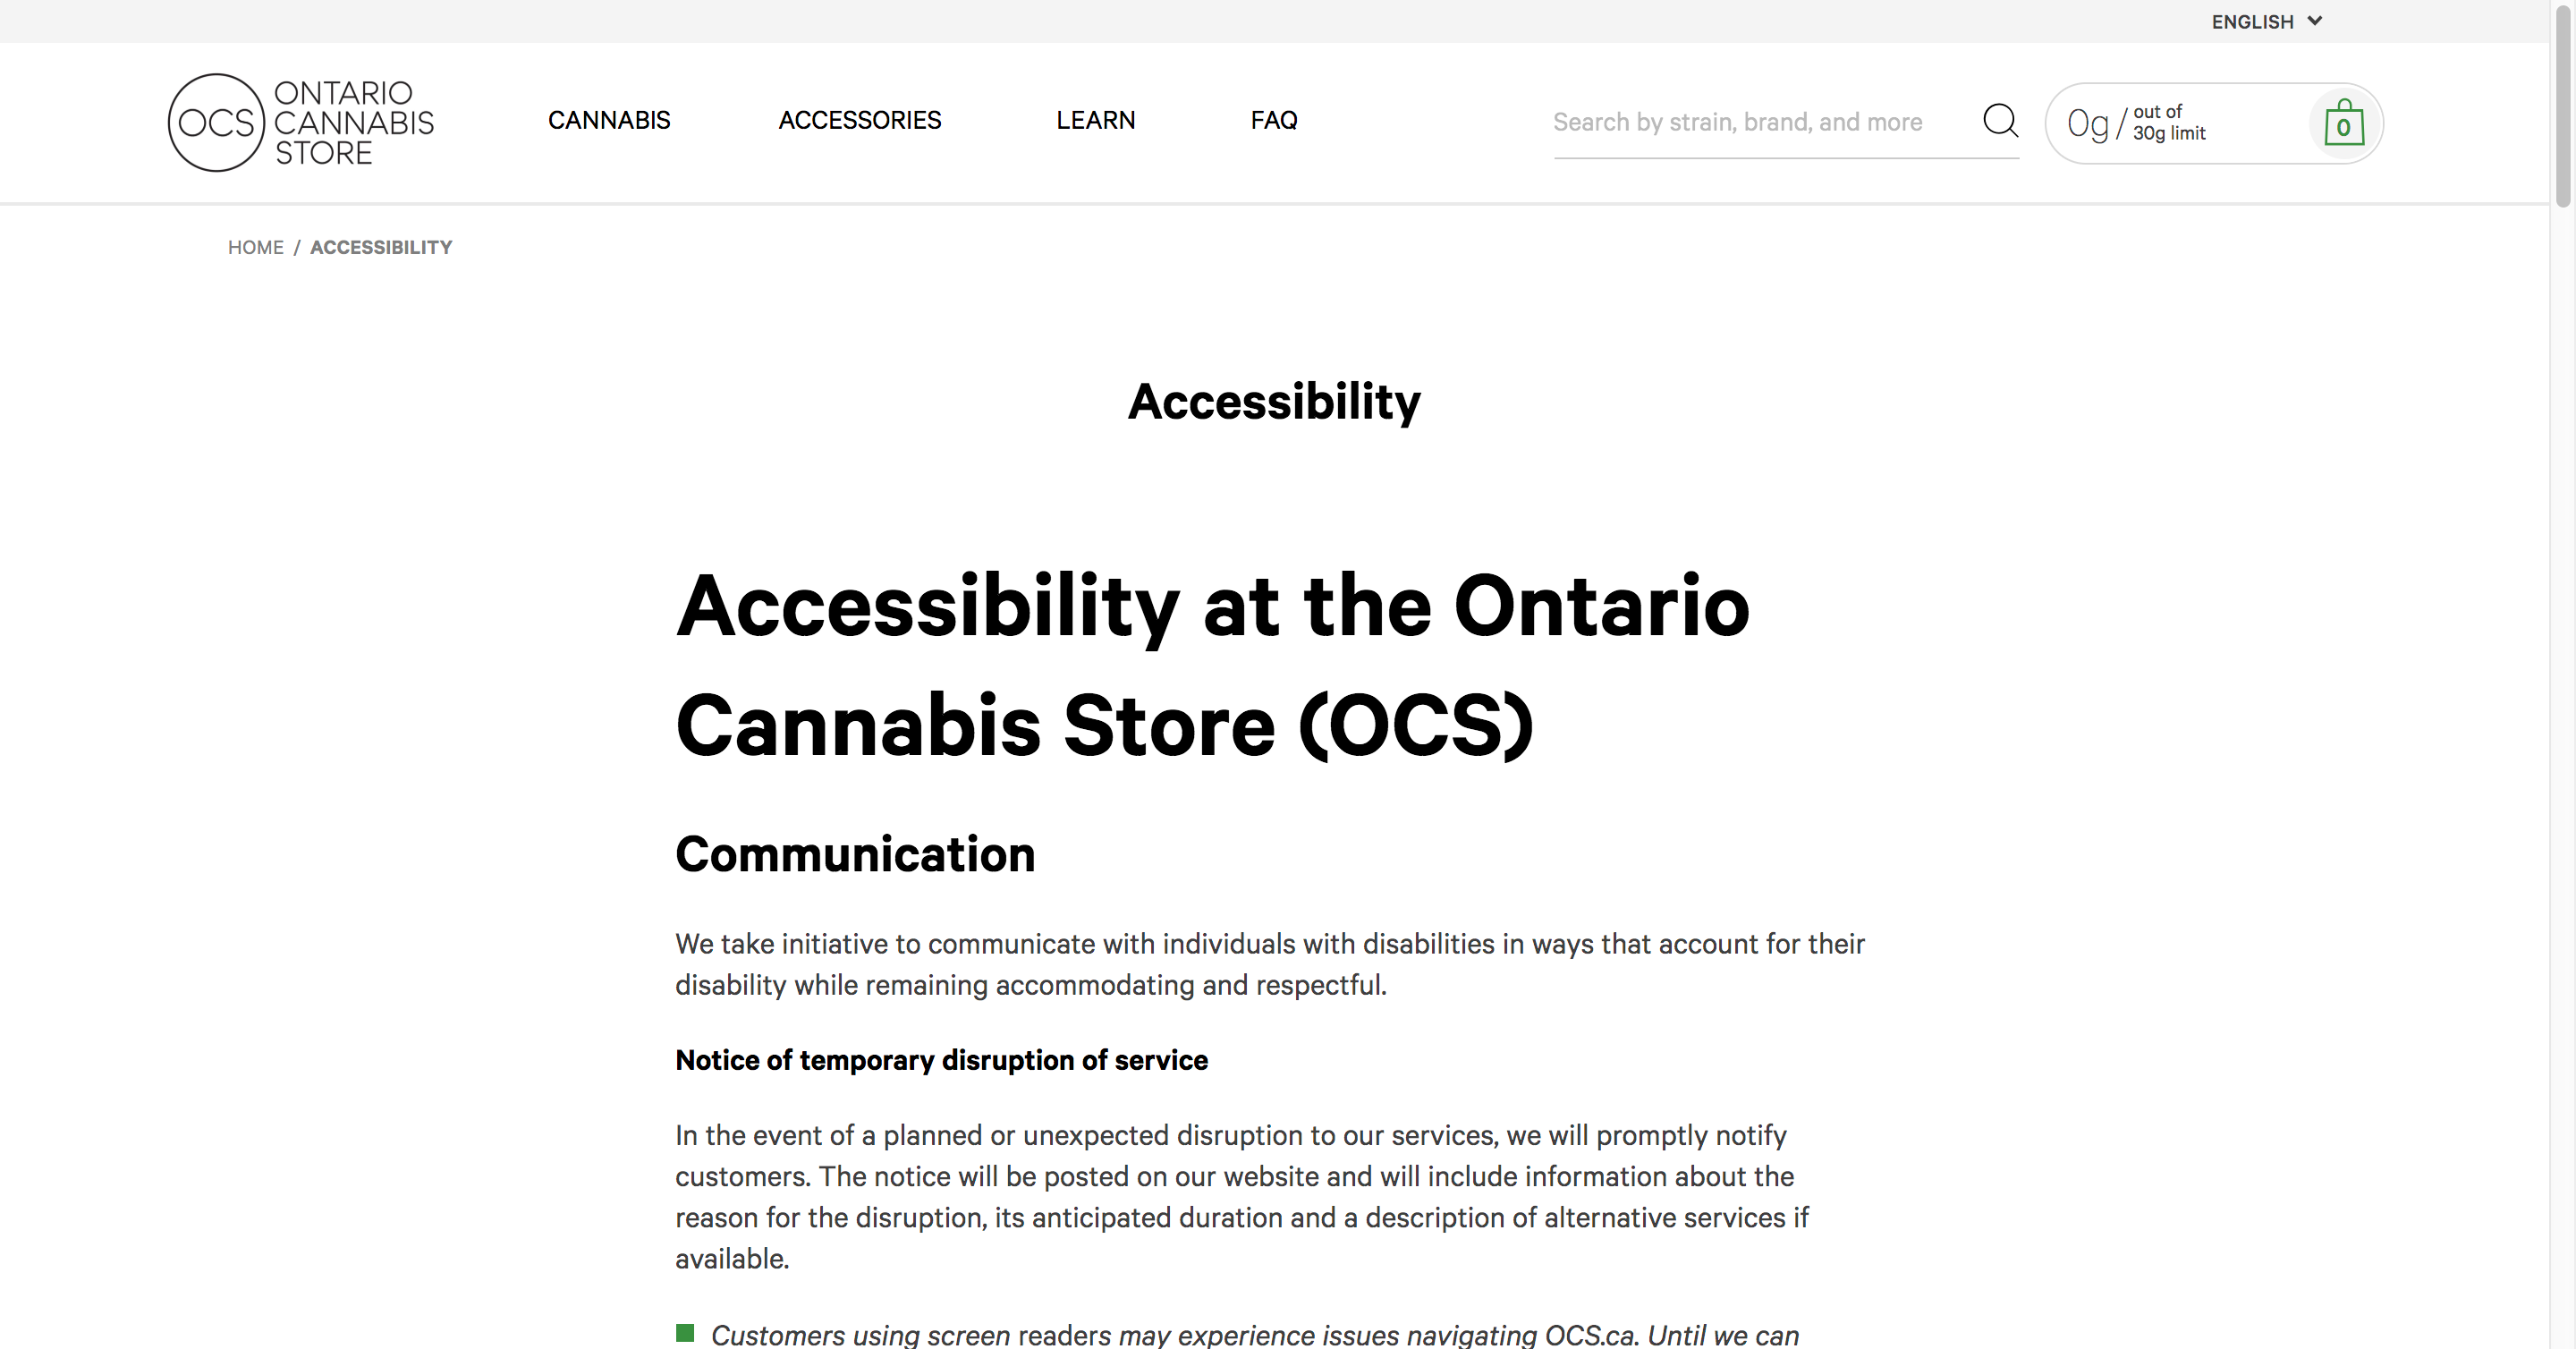 ENGLISH
OCS
ONTARIO
CANNABIS
STORE
CANNABIS
ACCESSORIES
LEARN
FAQ
Search by strain, brand, and more
0g / out of
30g limit
0
HOME / ACCESSIBILITY
Accessibility
Accessibility at the Ontario
Cannabis Store (OCS)
Communication
We take initiative to communicate with individuals with disabilities in ways that account for their
disability while remaining accommodating and respectful.
Notice of temporary disruption of service
In the event of a planned or unexpected disruption to our services, we will promptly notify
customers. The notice will be posted on our website and will include information about the
reason for the disruption, its anticipated duration and a description of alternative services if
available.
Customers using screen readers may experience issues navigating OCS.ca. Until we can